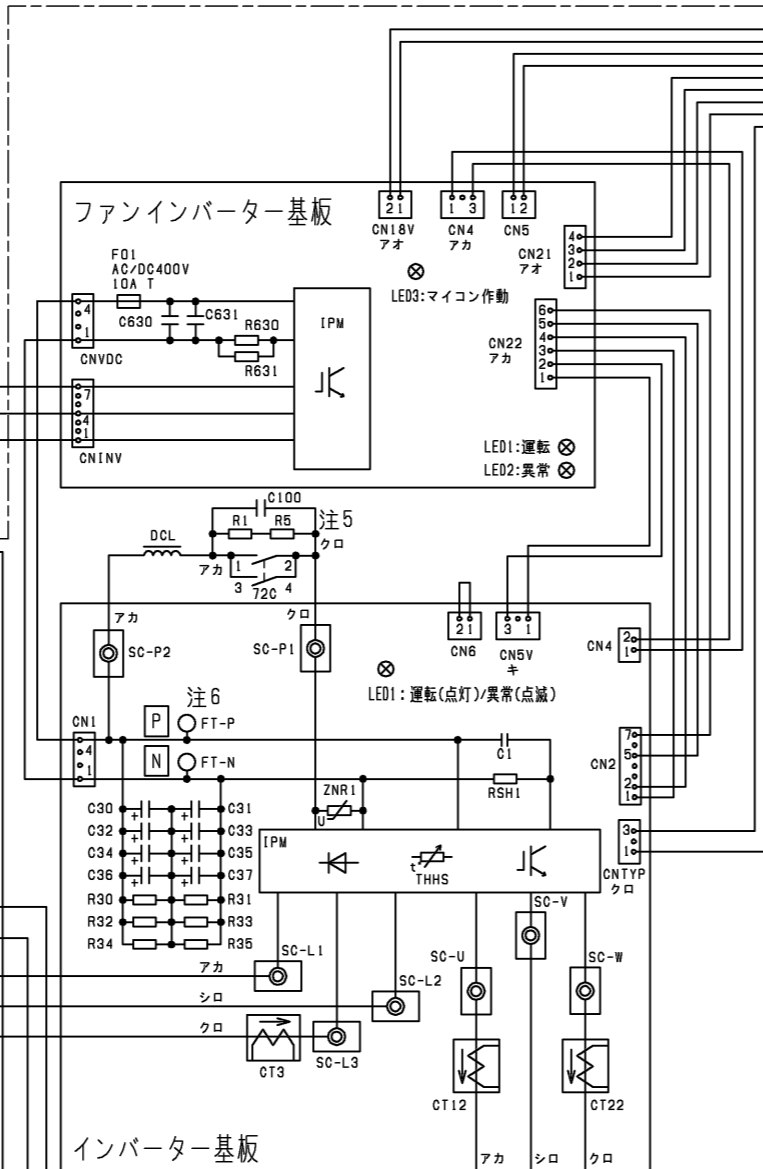 ファンインバーター基板
21
CN18V
アオ
1 3
CN4
アカ
12
CN5
4
3
2
1
CN21
アオ
LED3:マイコン作動
F01
AC/DC400V
10A T
C630
C631
R630
R631
IPM
4
1
CNVDC
7
4
1
CNINV
6
5
4
3
2
1
CN22
アカ
LED1:運転
LED2:異常
C100
R1
R5
注5
クロ
DCL
アカ
1
2
3
4
72C
アカ
クロ
SC-P2
SC-P1
21
CN6
3 1
CN5V
キ
2
1
CN4
LED1:運転(点灯)/異常(点滅)
注6
P
FT-P
N
FT-N
CN1
4
1
C1
RSH1
7
5
2
1
CN2
ZNR1
U
C30
+
+
C31
C32
+
+
C33
C34
+
+
C35
C36
+
+
C37
R30
R31
R32
R33
R34
R35
IPM
t°
THHS
3
1
CNTYP
クロ
SC-V
SC-L1
アカ
SC-L2
シロ
SC-U
SC-W
クロ
CT3
SC-L3
CT12
CT22
インバーター基板
アカ
シロ
クロ